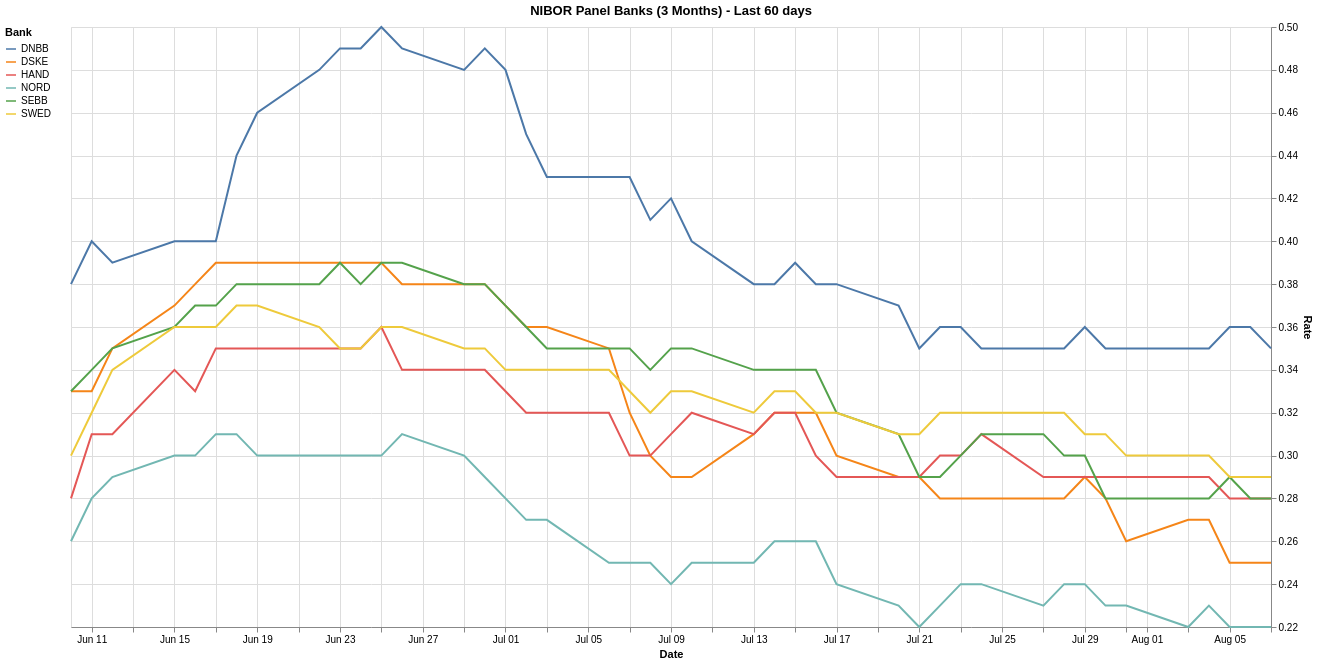 NIBOR Panel Banks (3 Months) - Last 60 days
Bank
DNBB
DSKE
HAND
NORD
SEBB
SWED
0.50
0.48
0.46
0.44
0.42
0.40
0.38
0.36
0.34
0.32
0.30
0.28
0.26
0.24
0.22
Rate
Jun 11 Jun 15 Jun 19 Jun 23 Jun 27 Jul 01 Jul 05 Jul 09 Jul 13 Jul 17 Jul 21 Jul 25 Jul 29 Aug 01 Aug 05
Date